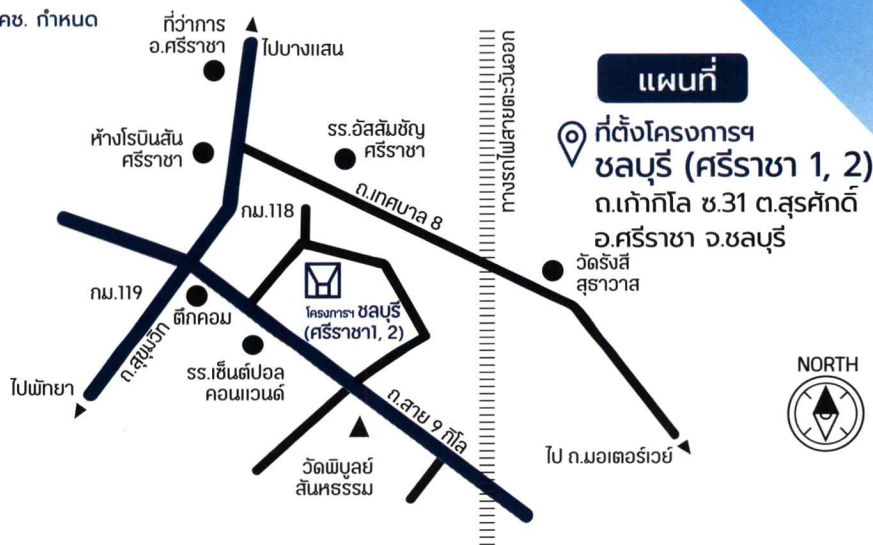 คช. กำหนด
ที่ว่าการ
อ.ศรีราชา
ไปบางแสน
ห้างโรบินสัน
ศรีราชา
รร.อัสสัมชัญ
ศรีราชา
ทางรถไฟสายตะวันออก
แผนที่
ที่ตั้งโครงการฯ
ชลบุรี (ศรีราชา 1, 2)
ถ.เก้ากิโล ซ.31 ต.สุรศักดิ์
อ.ศรีราชา จ.ชลบุรี
ถ.เทศบาล 8
กม.118
วัดรังสี
สุธาวาส
กม.119
ตึกคอม
โครงการฯ ชลบุรี
(ศรีราชา1, 2)
ถ.สุขุมวิท
รร.เซ็นต์ปอล
คอนแวนด์
ไปพัทยา
ถ.สาย 9 กิโล
NORTH
วัดพิบูลย์
สันหธรรม
ไป ถ.มอเตอร์เวย์